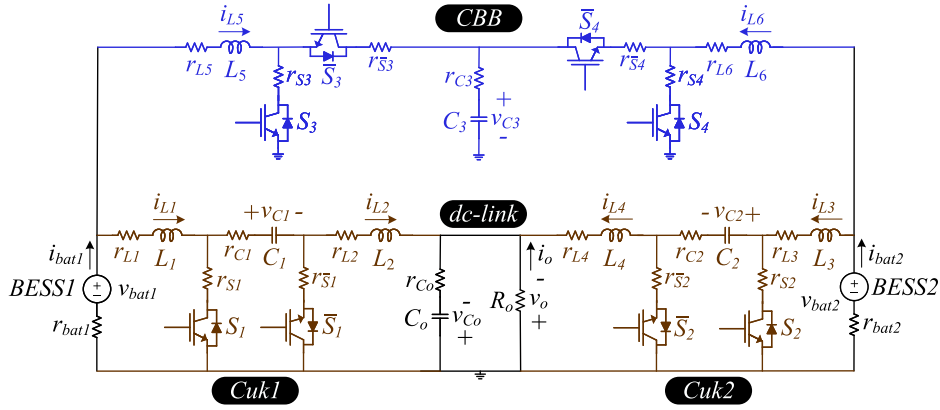 CBB
i_L5 S̄4 i_L6
r_L5 L5 S̄3 r_S̄3 r_S̄4 r_L6 L6
r_S3 r_C3 r_S4
S3 C3 + v_C3 - S4
i_L1 + v_C1 - i_L2 dc-link i_L4 - v_C2 + i_L3
r_L1 L1 r_C1 C1 r_L2 L2 r_L4 L4 r_C2 C2 r_L3 L3
i_bat1 i_o i_bat2
r_S1 r_S̄1 r_Co - - r_S̄2 r_S2
BESS1 + - v_bat1 R_o v_o v_bat2 + - BESS2
r_bat1 S1 S̄1 C_o v_Co + + S̄2 S2 r_bat2
Cuk1 Cuk2